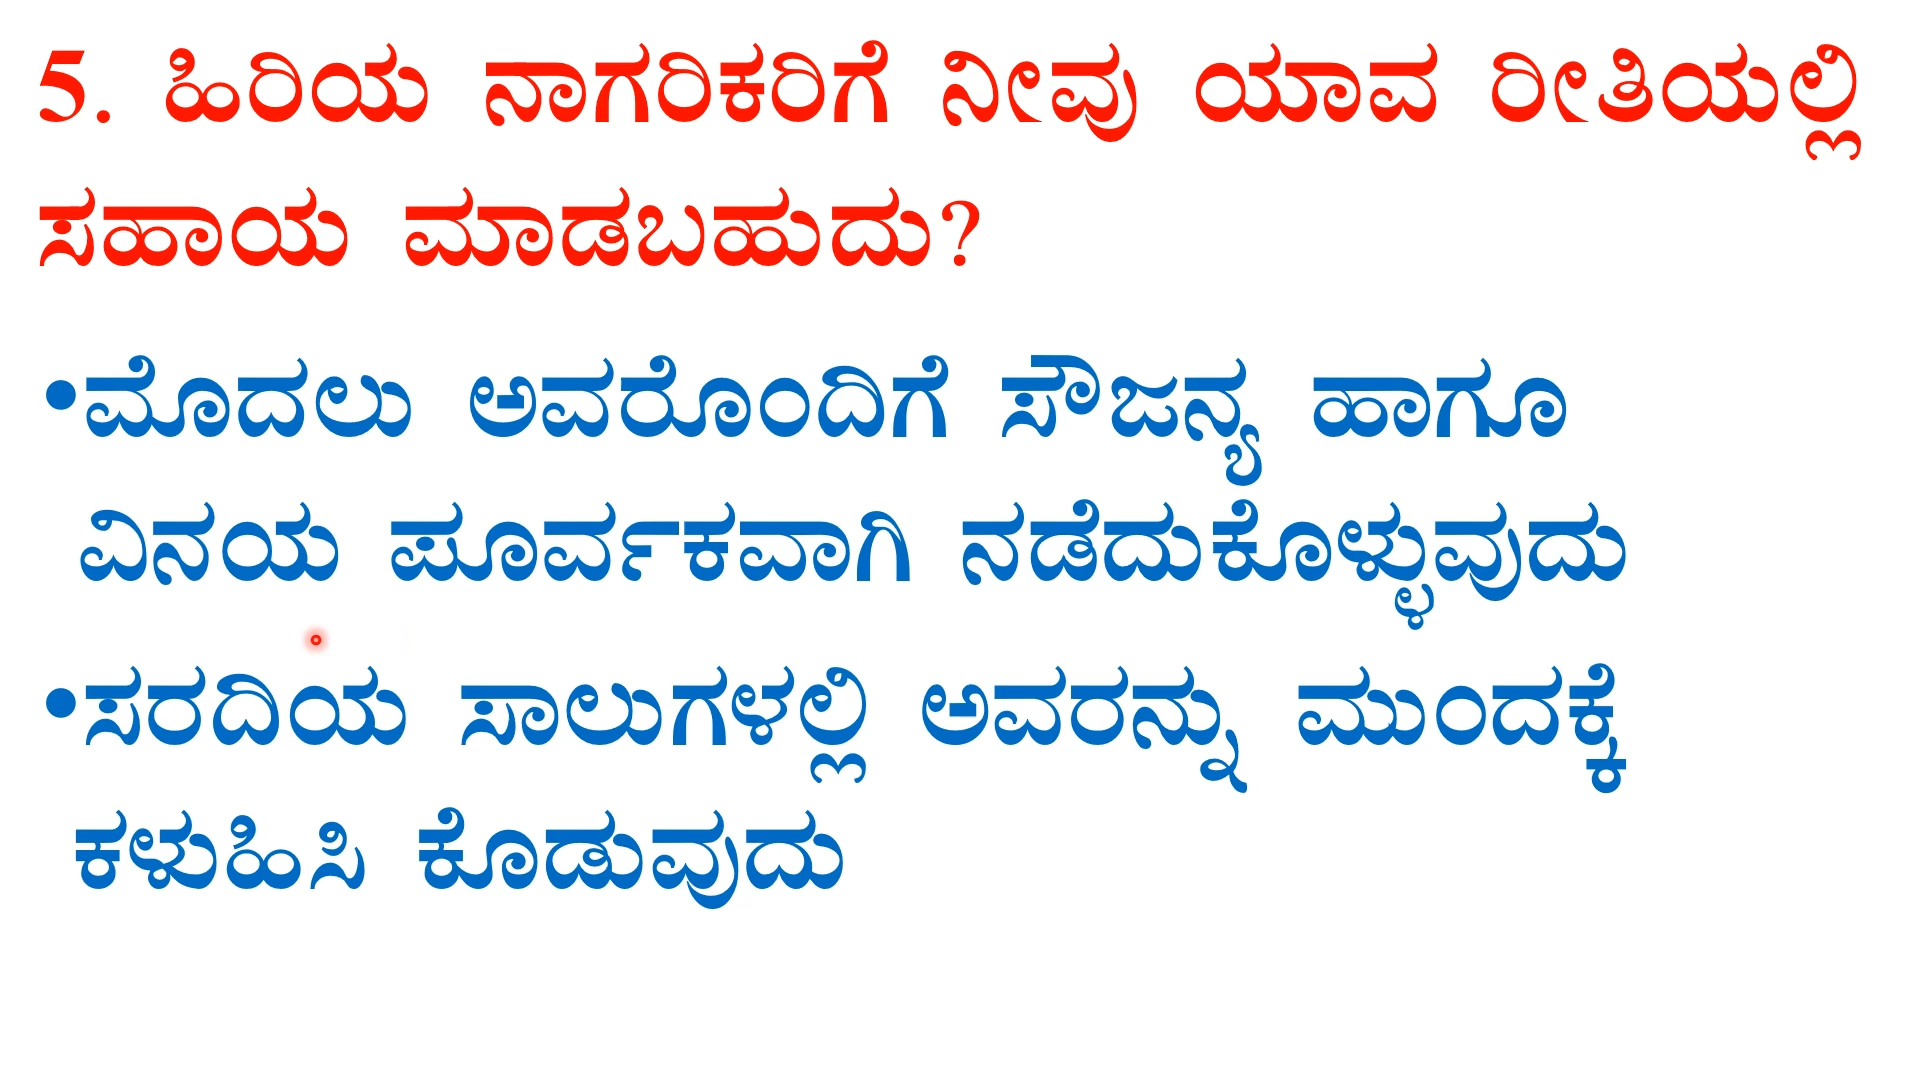 5. ಹಿರಿಯ ನಾಗರಿಕರಿಗೆ ನೀವು ಯಾವ ರೀತಿಯಲ್ಲಿ
ಸಹಾಯ ಮಾಡಬಹುದು?
•ಮೊದಲು ಅವರೊಂದಿಗೆ ಸೌಜನ್ಯ ಹಾಗೂ
ವಿನಯ ಪೂರ್ವಕವಾಗಿ ನಡೆದುಕೊಳ್ಳುವುದು
•ಸರದಿಯ ಸಾಲುಗಳಲ್ಲಿ ಅವರನ್ನು ಮುಂದಕ್ಕೆ
ಕಳುಹಿಸಿ ಕೊಡುವುದು